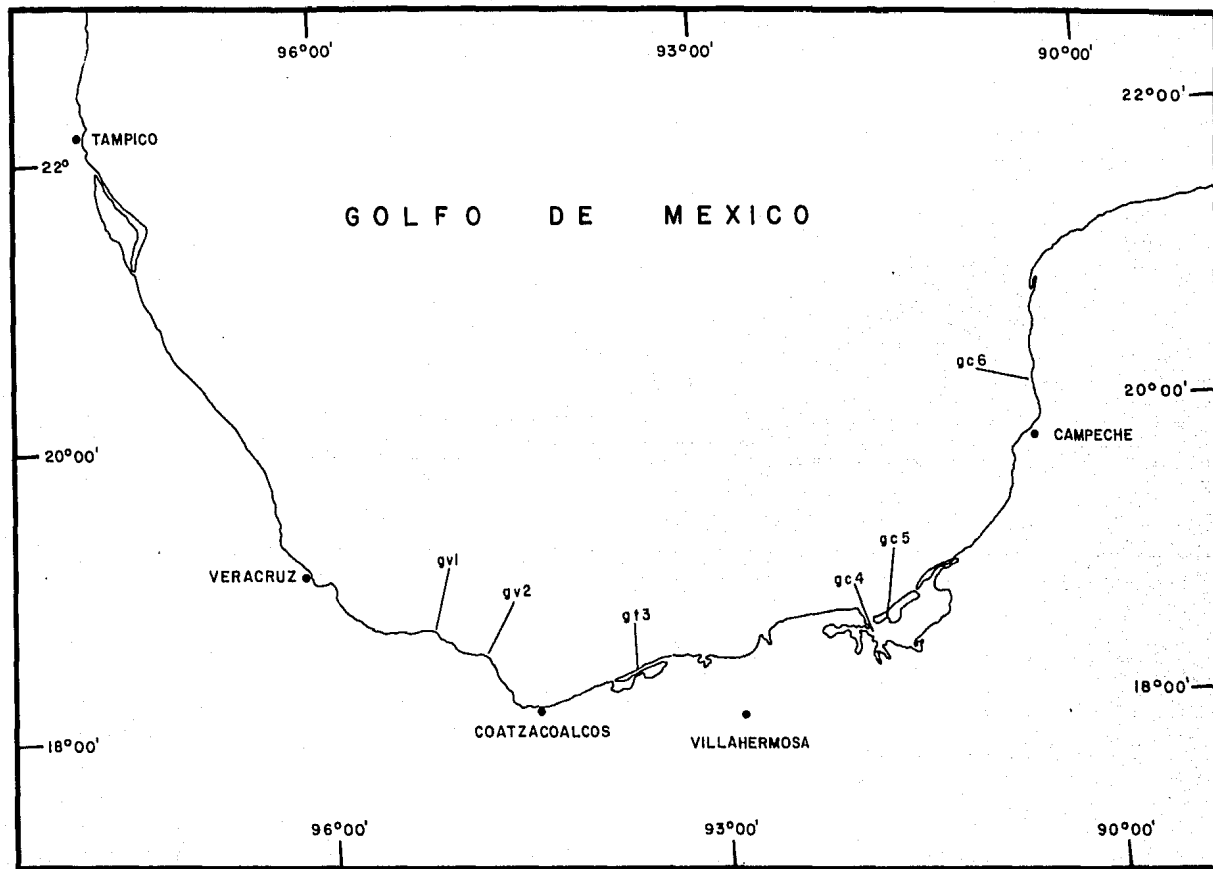 96°00'
93°00'
90°00'
22°00'
TAMPICO
22°
GOLFO DE MEXICO
gc6
20°00'
CAMPECHE
20°00'
gv1
gc5
VERACRUZ
gc4
gv2
gt3
18°00'
COATZACOALCOS
VILLAHERMOSA
18°00'
96°00'
93°00'
90°00'